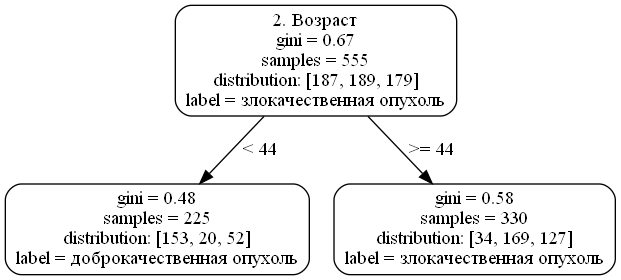 2. Возраст
gini = 0.67
samples = 555
distribution: [187, 189, 179]
label = злокачественная опухоль
< 44
>= 44
gini = 0.48
samples = 225
distribution: [153, 20, 52]
label = доброкачественная опухоль
gini = 0.58
samples = 330
distribution: [34, 169, 127]
label = злокачественная опухоль